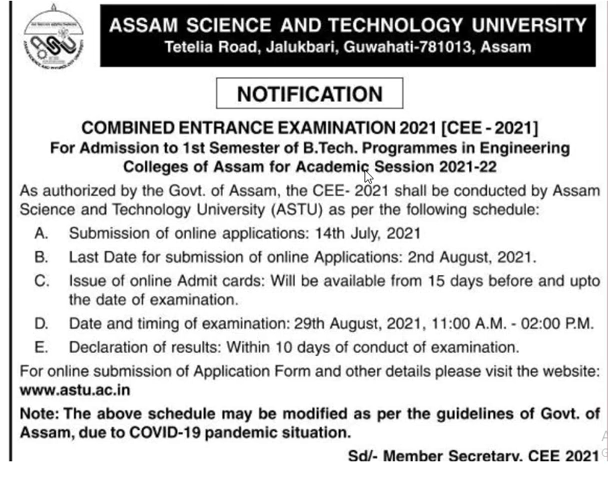 ASSAM SCIENCE AND TECHNOLOGY UNIVERSITY
Tetelia Road, Jalukbari, Guwahati-781013, Assam
NOTIFICATION
COMBINED ENTRANCE EXAMINATION 2021 [CEE - 2021]
For Admission to 1st Semester of B.Tech. Programmes in Engineering
Colleges of Assam for Academic Session 2021-22
As authorized by the Govt. of Assam, the CEE- 2021 shall be conducted by Assam
Science and Technology University (ASTU) as per the following schedule:
A. Submission of online applications: 14th July, 2021
B. Last Date for submission of online Applications: 2nd August, 2021.
C. Issue of online Admit cards: Will be available from 15 days before and upto
the date of examination.
D. Date and timing of examination: 29th August, 2021, 11:00 A.M. - 02:00 P.M.
E. Declaration of results: Within 10 days of conduct of examination.
For online submission of Application Form and other details please visit the website:
www.astu.ac.in
Note: The above schedule may be modified as per the guidelines of Govt. of
Assam, due to COVID-19 pandemic situation.
Sd/- Member Secretary, CEE 2021